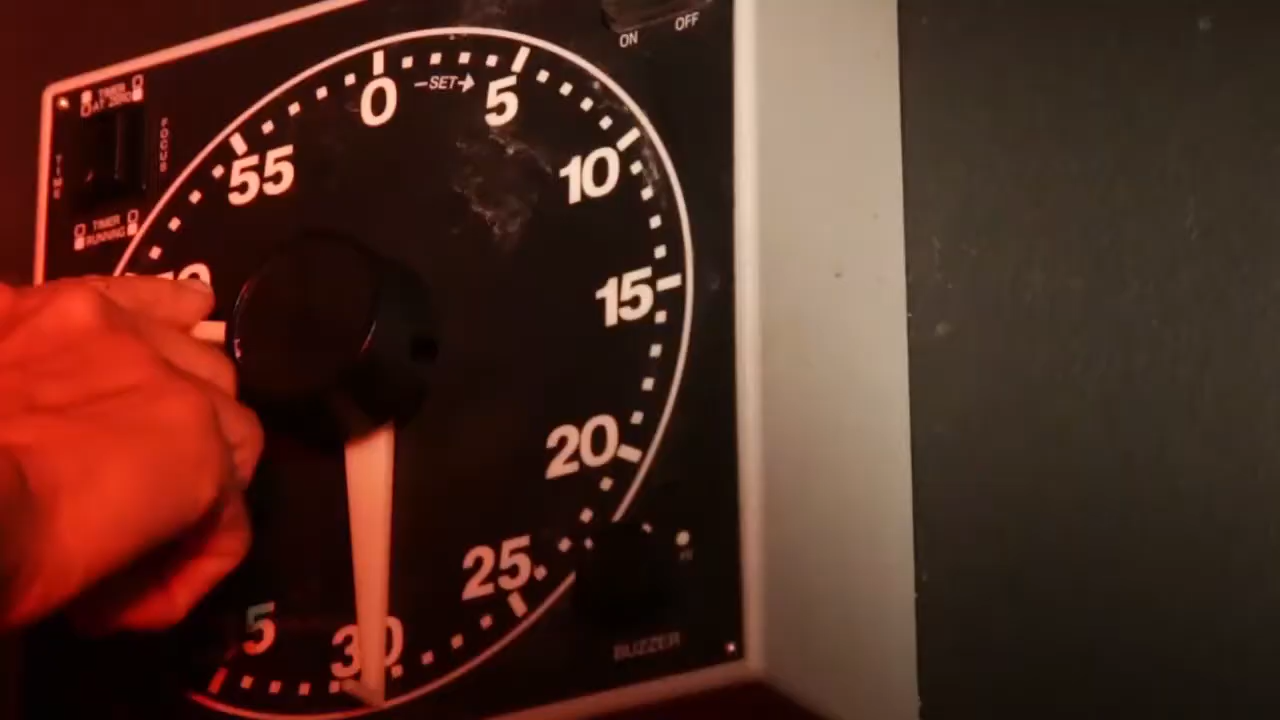 ON OFF
0 –SET→ 5
TIMER
AT ZERO
TIME
FOCUS
55
10
TIMER
RUNNING
15
20
25
5
30
BUZZER